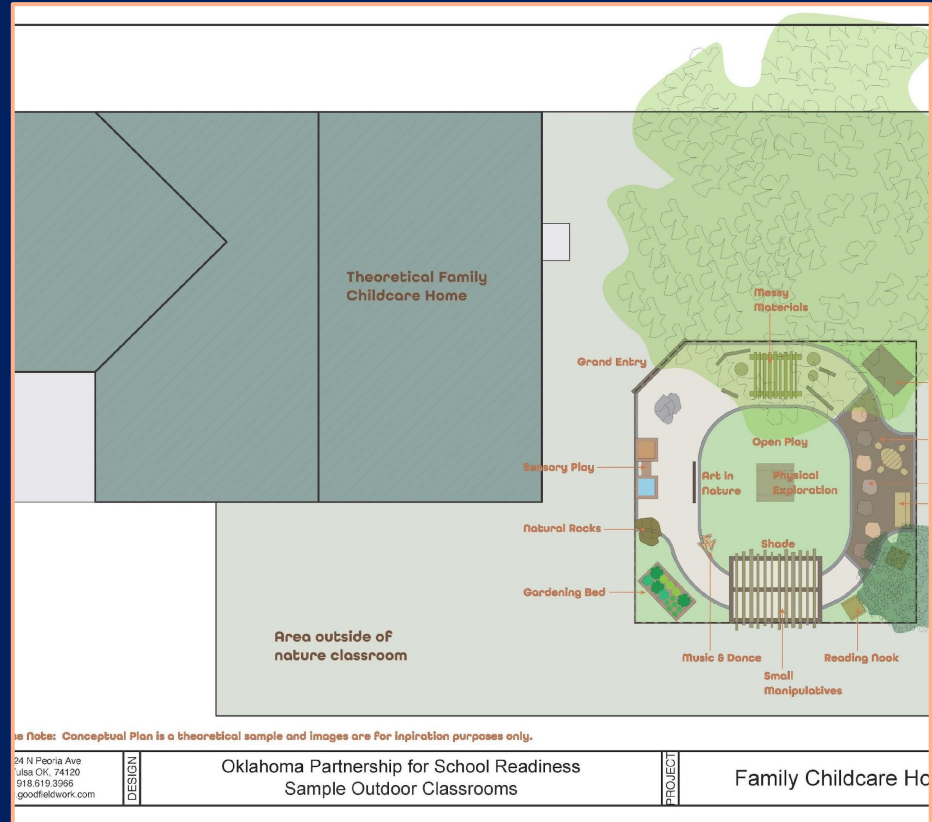 Theoretical Family
Childcare Home
Messy
Materials
Grand Entry
Open Play
Sensory Play
Art in
Nature
Physical
Exploration
Natural Rocks
Shade
Gardening Bed
Area outside of
nature classroom
Music & Dance
Reading Nook
Small
Manipulatives
se Note: Conceptual Plan is a theoretical sample and images are for inpiration purposes only.
24 N Peoria Ave
ulsa OK, 74120
918.619.3966
.goodfieldwork.com
DESIGN
Oklahoma Partnership for School Readiness
Sample Outdoor Classrooms
PROJECT
Family Childcare Ho